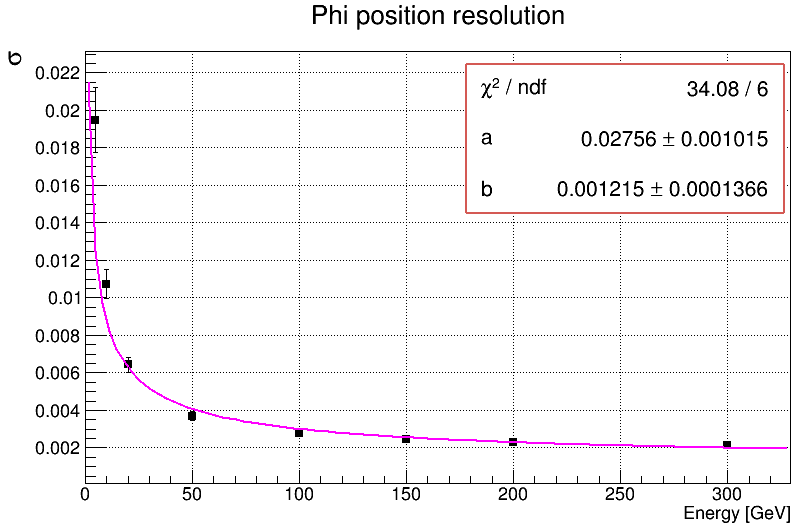 Phi position resolution
σ
χ² / ndf 34.08 / 6
a 0.02756 ± 0.001015
b 0.001215 ± 0.0001366
0.022
0.02
0.018
0.016
0.014
0.012
0.01
0.008
0.006
0.004
0.002
0 50 100 150 200 250 300
Energy [GeV]